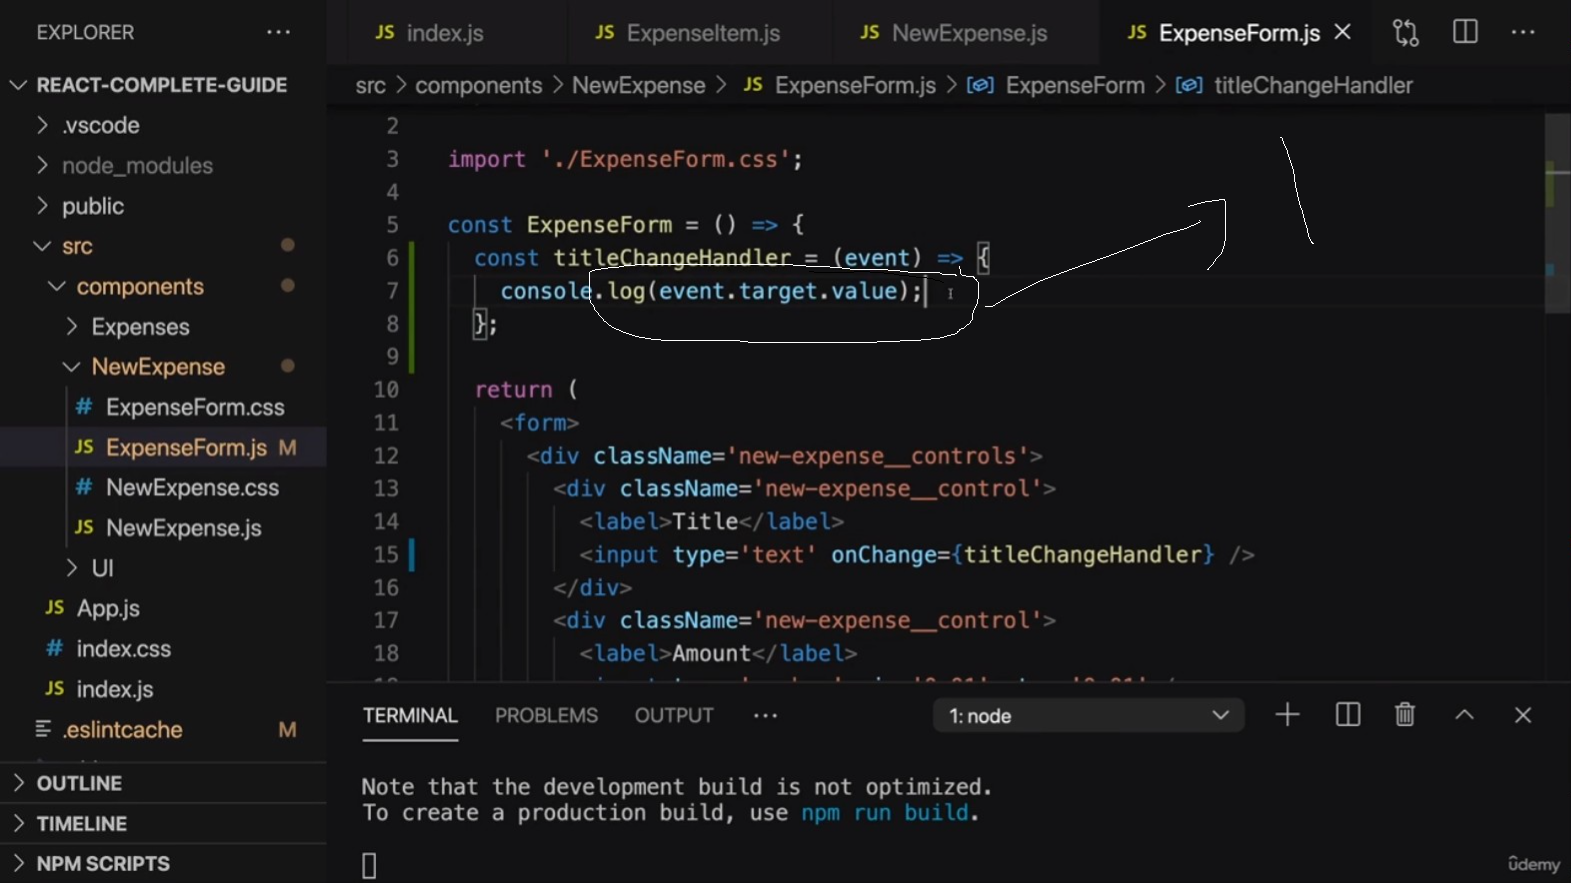 EXPLORER
JS index.js
JS ExpenseItem.js
JS NewExpense.js
JS ExpenseForm.js
REACT-COMPLETE-GUIDE
src > components > NewExpense > JS ExpenseForm.js > ExpenseForm > titleChangeHandler
.vscode
node_modules
public
src
components
Expenses
NewExpense
# ExpenseForm.css
JS ExpenseForm.js M
# NewExpense.css
JS NewExpense.js
UI
JS App.js
# index.css
JS index.js
.eslintcache M
OUTLINE
TIMELINE
NPM SCRIPTS
2
3 import './ExpenseForm.css';
4
5 const ExpenseForm = () => {
6 const titleChangeHandler = (event) => {
7 console.log(event.target.value);
8 };
9
10 return (
11 <form>
12 <div className='new-expense__controls'>
13 <div className='new-expense__control'>
14 <label>Title</label>
15 <input type='text' onChange={titleChangeHandler} />
16 </div>
17 <div className='new-expense__control'>
18 <label>Amount</label>
TERMINAL PROBLEMS OUTPUT 1: node
Note that the development build is not optimized.
To create a production build, use npm run build.
ûdemy